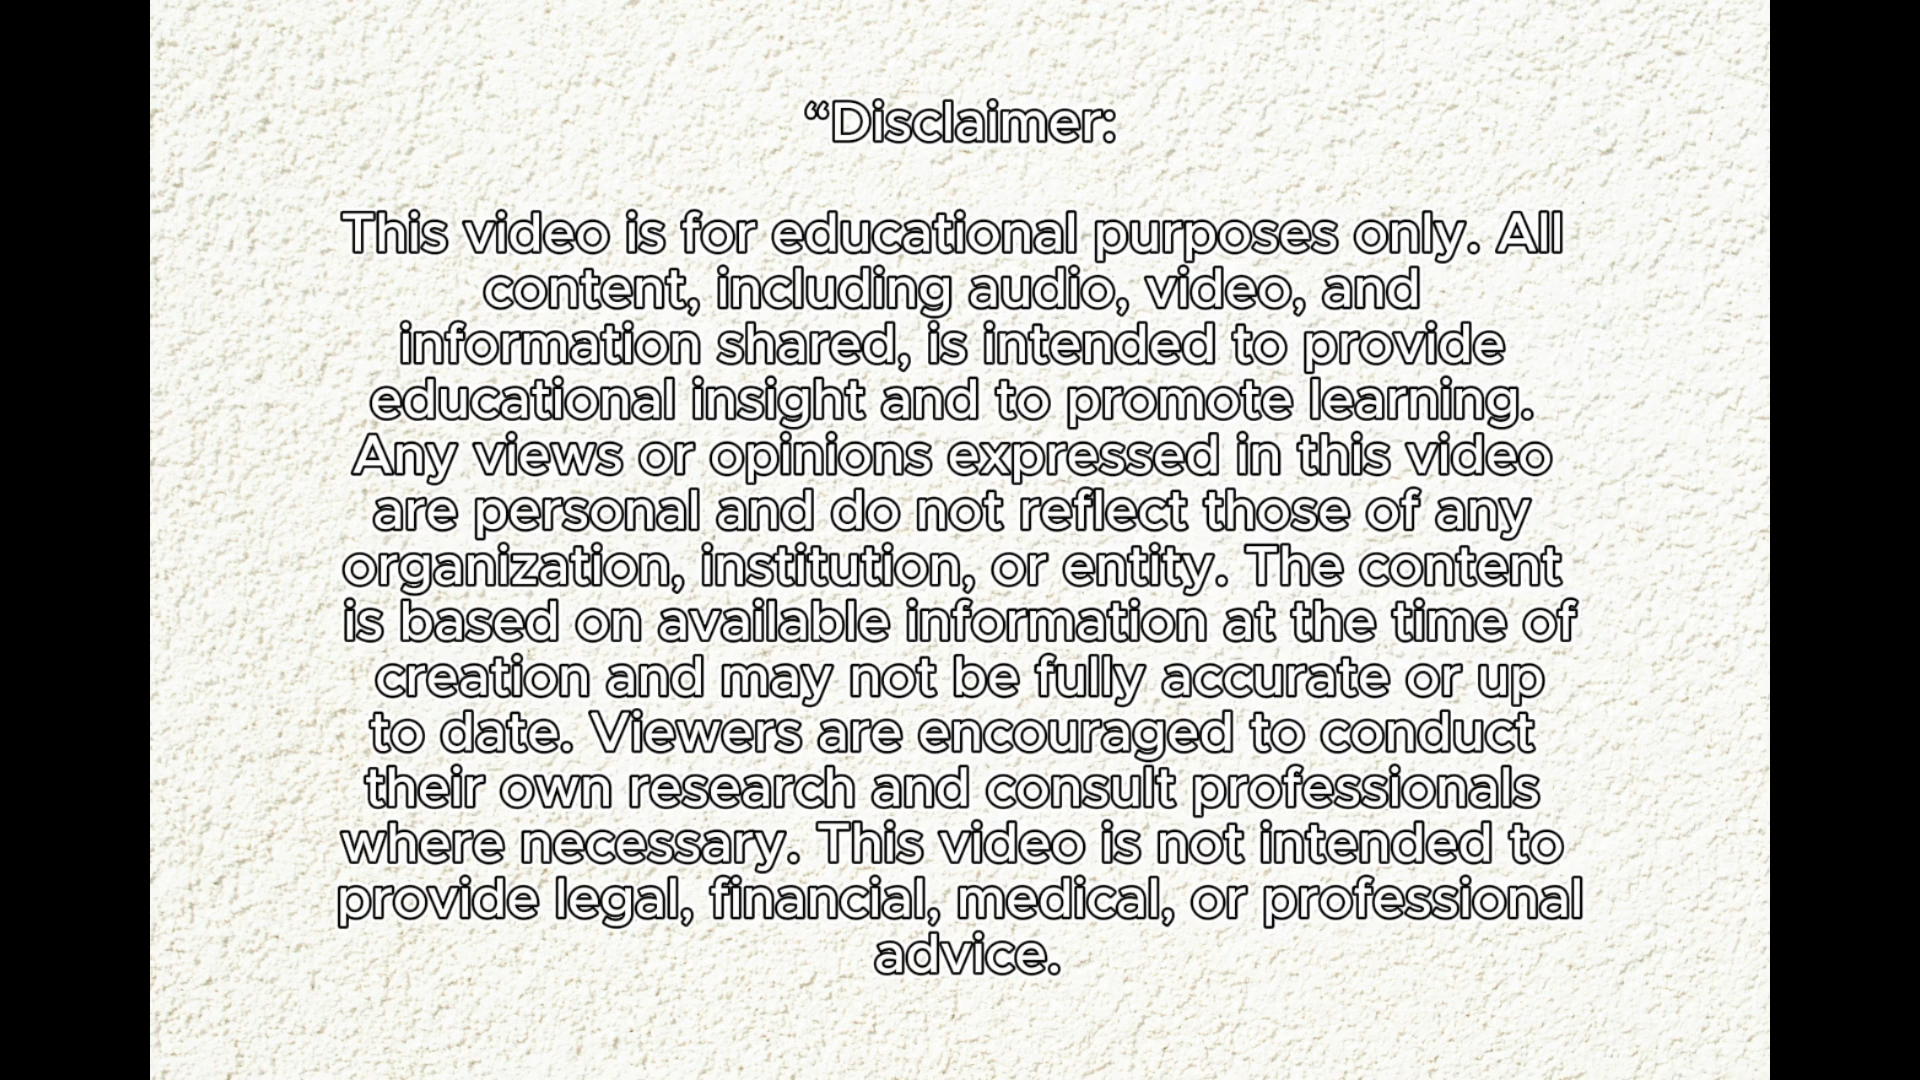 “Disclaimer:
This video is for educational purposes only. All
content, including audio, video, and
information shared, is intended to provide
educational insight and to promote learning.
Any views or opinions expressed in this video
are personal and do not reflect those of any
organization, institution, or entity. The content
is based on available information at the time of
creation and may not be fully accurate or up
to date. Viewers are encouraged to conduct
their own research and consult professionals
where necessary. This video is not intended to
provide legal, financial, medical, or professional
advice.